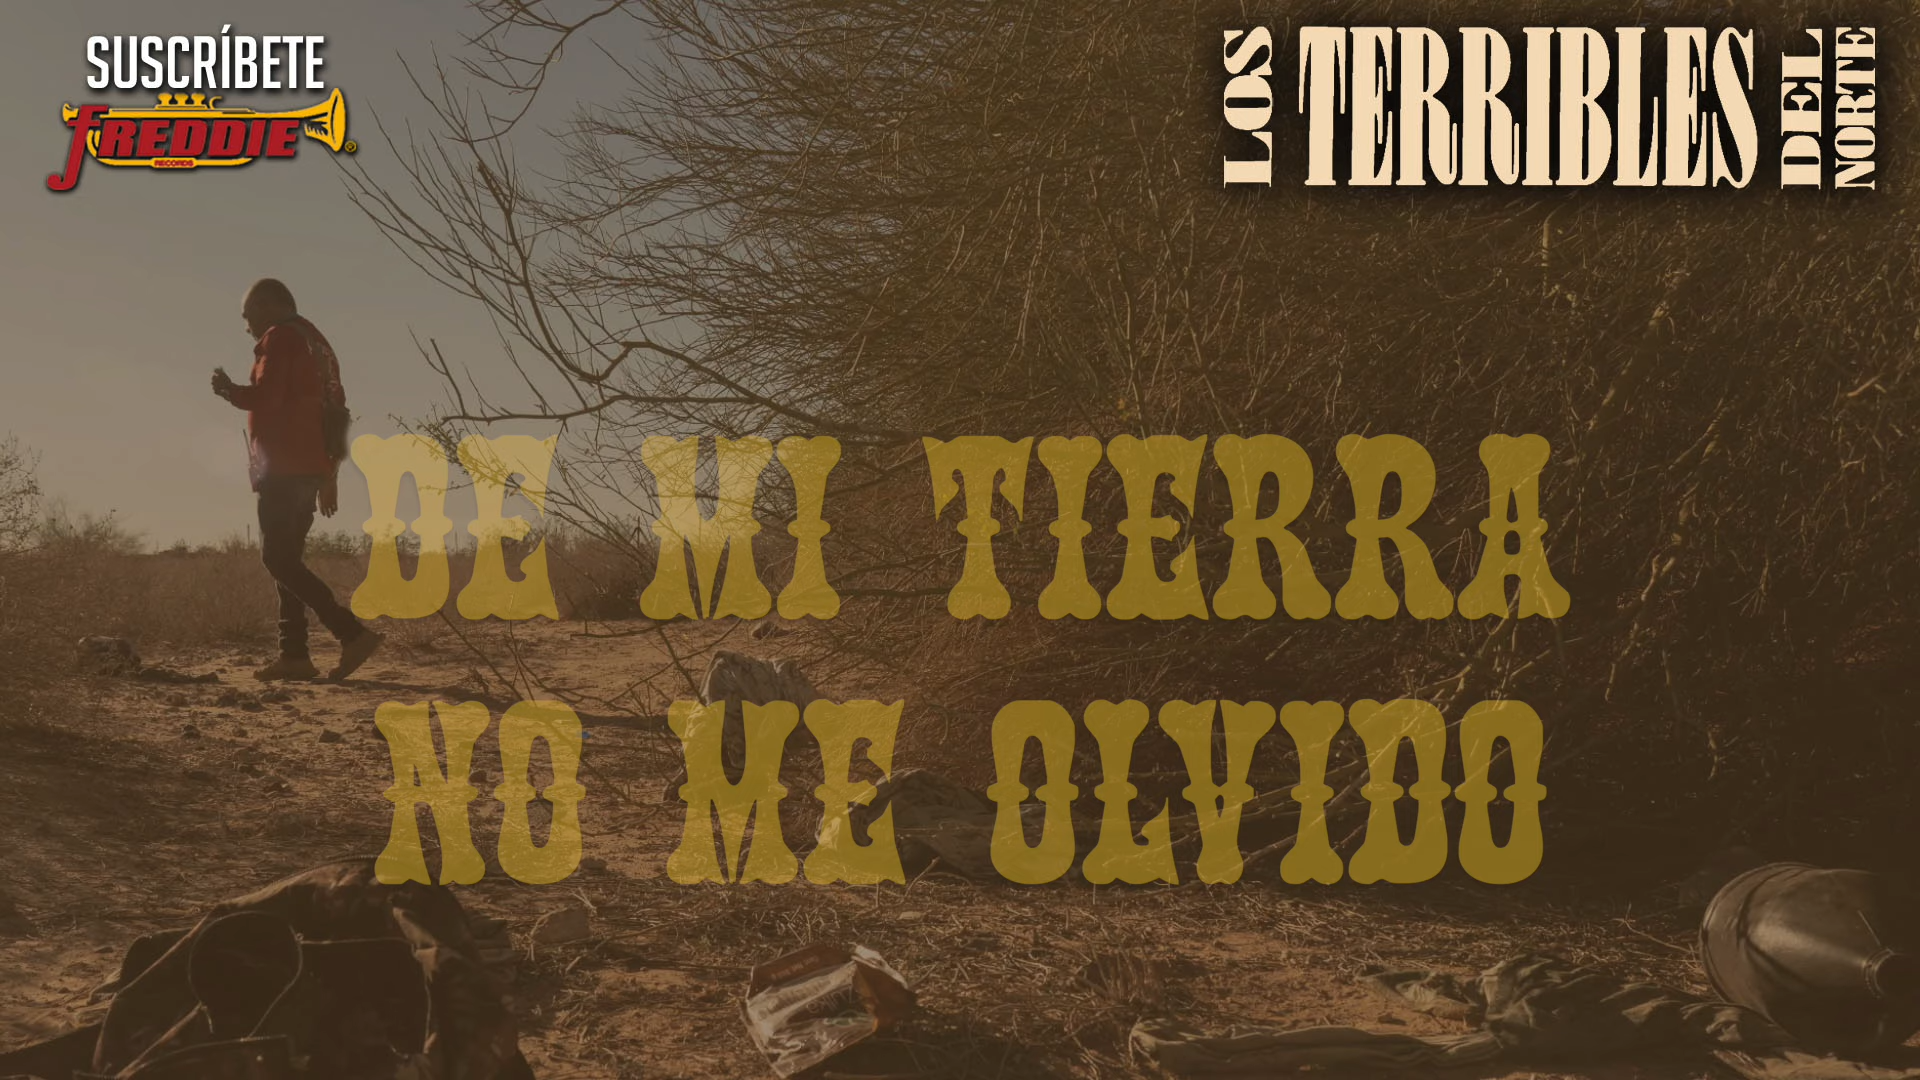 SUSCRÍBETE
FREDDIE
RECORDS
LOS TERRIBLES DEL NORTE
DE MI TIERRA
NO ME OLVIDO